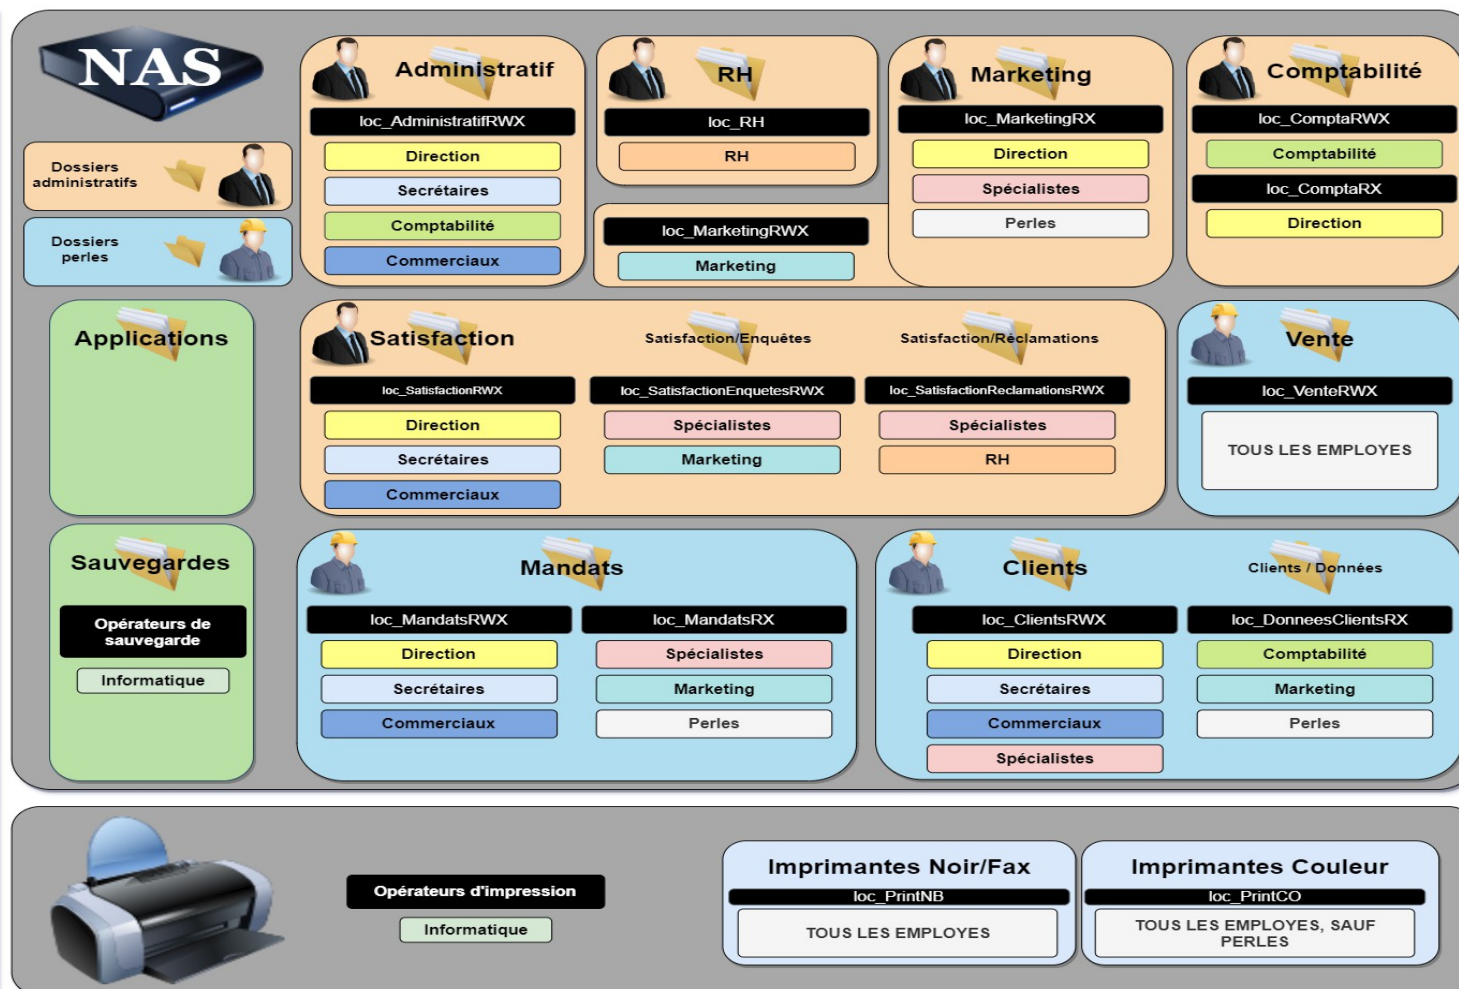 NAS
Dossiers
administratifs
Dossiers
perles
Administratif
loc_AdministratifRWX
Direction
Secrétaires
Comptabilité
Commerciaux
RH
loc_RH
RH
loc_MarketingRWX
Marketing
Marketing
loc_MarketingRX
Direction
Spécialistes
Perles
Comptabilité
loc_ComptaRWX
Comptabilité
loc_ComptaRX
Direction
Applications
Satisfaction
loc_SatisfactionRWX
Direction
Secrétaires
Commerciaux
Satisfaction/Enquêtes
loc_SatisfactionEnquetesRWX
Spécialistes
Marketing
Satisfaction/Réclamations
loc_SatisfactionReclamationsRWX
Spécialistes
RH
Vente
loc_VenteRWX
TOUS LES EMPLOYES
Sauvegardes
Opérateurs de
sauvegarde
Informatique
Mandats
loc_MandatsRWX
Direction
Secrétaires
Commerciaux
loc_MandatsRX
Spécialistes
Marketing
Perles
Clients
loc_ClientsRWX
Direction
Secrétaires
Commerciaux
Spécialistes
Clients / Données
loc_DonneesClientsRX
Comptabilité
Marketing
Perles
Opérateurs d'impression
Informatique
Imprimantes Noir/Fax
loc_PrintNB
TOUS LES EMPLOYES
Imprimantes Couleur
loc_PrintCO
TOUS LES EMPLOYES, SAUF
PERLES